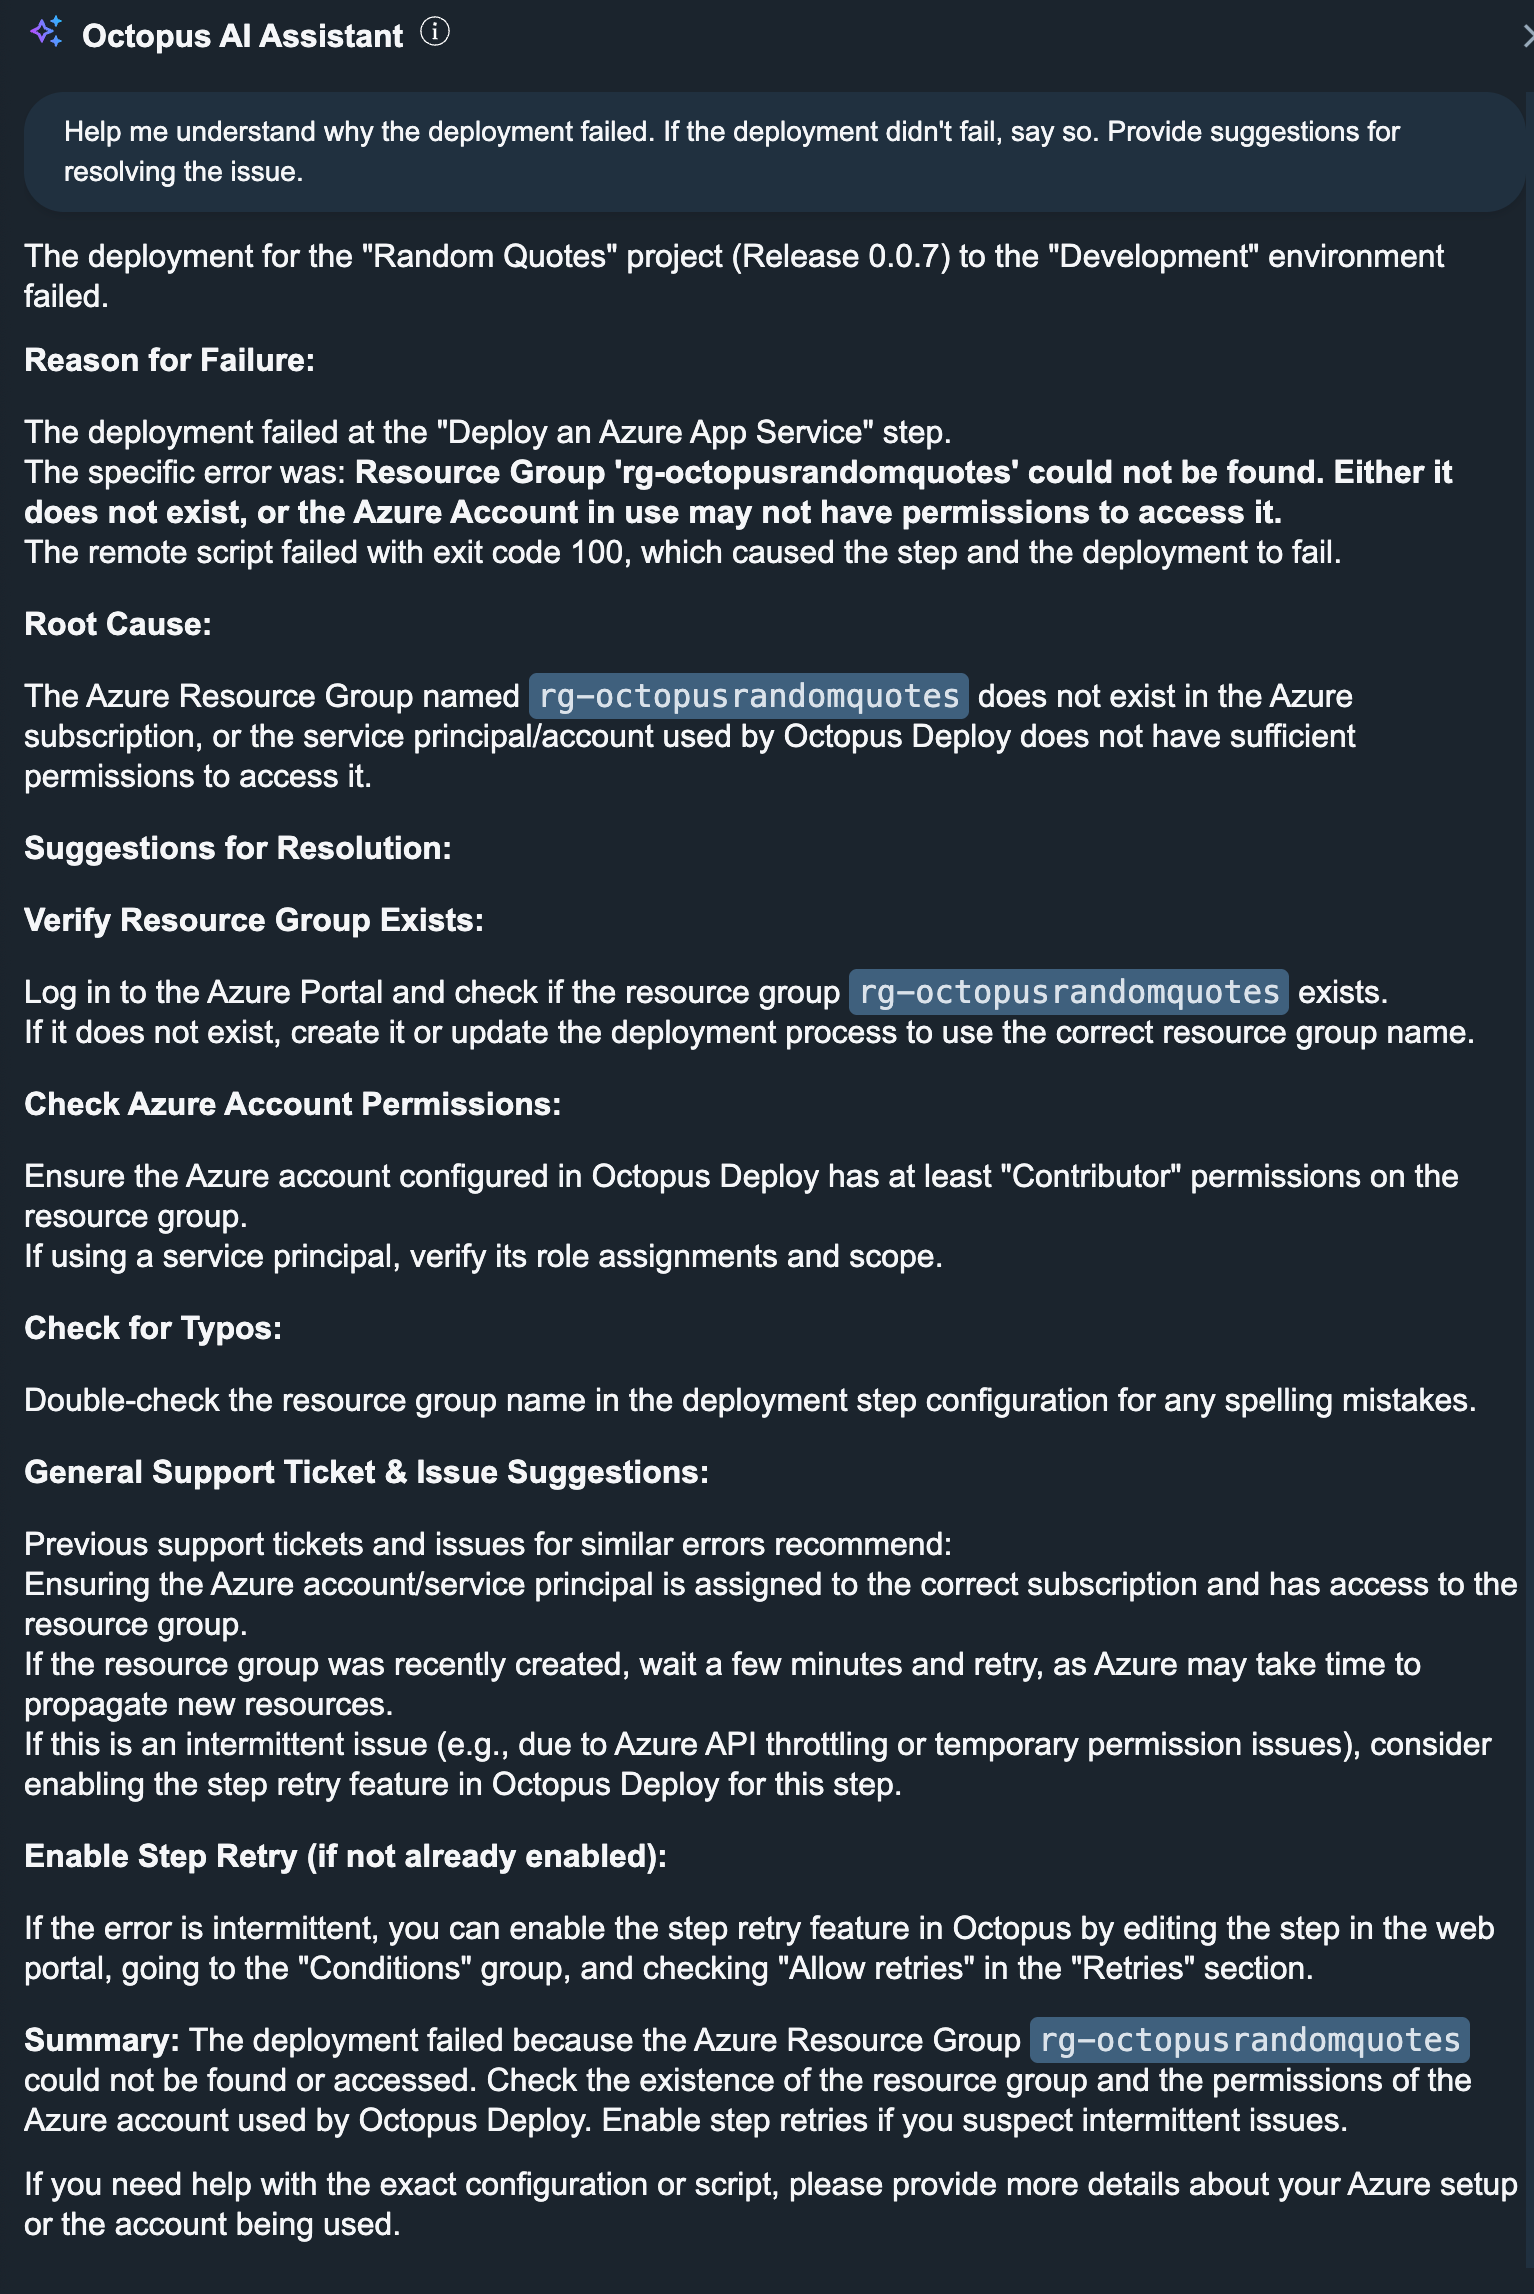 Octopus AI Assistant
Help me understand why the deployment failed. If the deployment didn't fail, say so. Provide suggestions for
resolving the issue.
The deployment for the "Random Quotes" project (Release 0.0.7) to the "Development" environment
failed.
Reason for Failure:
The deployment failed at the "Deploy an Azure App Service" step.
The specific error was: Resource Group 'rg-octopusrandomquotes' could not be found. Either it
does not exist, or the Azure Account in use may not have permissions to access it.
The remote script failed with exit code 100, which caused the step and the deployment to fail.
Root Cause:
The Azure Resource Group named rg-octopusrandomquotes does not exist in the Azure
subscription, or the service principal/account used by Octopus Deploy does not have sufficient
permissions to access it.
Suggestions for Resolution:
Verify Resource Group Exists:
Log in to the Azure Portal and check if the resource group rg-octopusrandomquotes exists.
If it does not exist, create it or update the deployment process to use the correct resource group name.
Check Azure Account Permissions:
Ensure the Azure account configured in Octopus Deploy has at least "Contributor" permissions on the
resource group.
If using a service principal, verify its role assignments and scope.
Check for Typos:
Double-check the resource group name in the deployment step configuration for any spelling mistakes.
General Support Ticket & Issue Suggestions:
Previous support tickets and issues for similar errors recommend:
Ensuring the Azure account/service principal is assigned to the correct subscription and has access to the
resource group.
If the resource group was recently created, wait a few minutes and retry, as Azure may take time to
propagate new resources.
If this is an intermittent issue (e.g., due to Azure API throttling or temporary permission issues), consider
enabling the step retry feature in Octopus Deploy for this step.
Enable Step Retry (if not already enabled):
If the error is intermittent, you can enable the step retry feature in Octopus by editing the step in the web
portal, going to the "Conditions" group, and checking "Allow retries" in the "Retries" section.
Summary: The deployment failed because the Azure Resource Group rg-octopusrandomquotes
could not be found or accessed. Check the existence of the resource group and the permissions of the
Azure account used by Octopus Deploy. Enable step retries if you suspect intermittent issues.
If you need help with the exact configuration or script, please provide more details about your Azure setup
or the account being used.